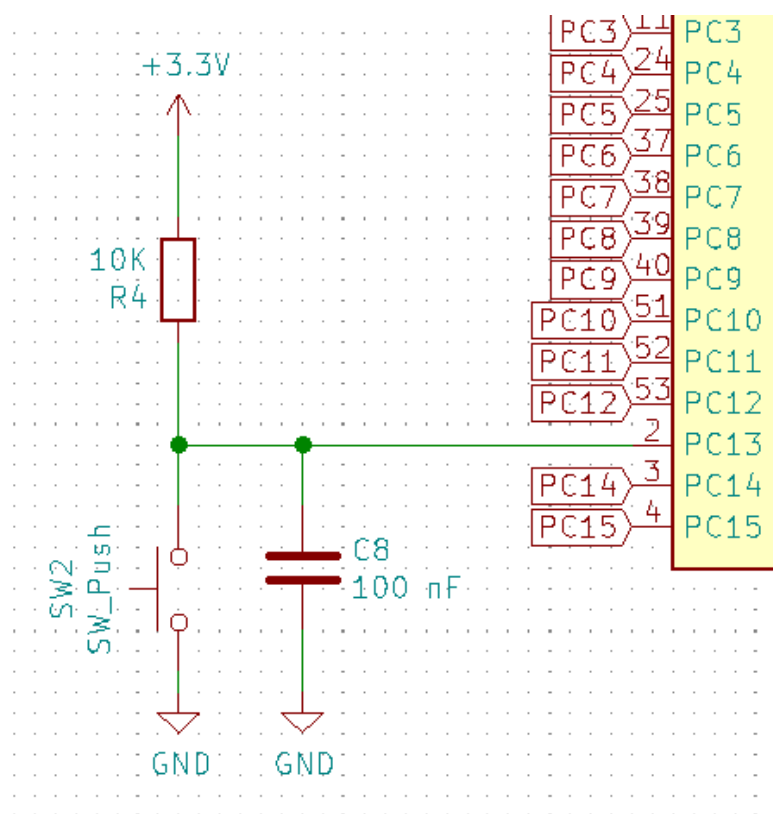 +3.3V
10K
R4
SW2
SW_Push
C8
100 nF
GND
GND
PC3 11 PC3
PC4 24 PC4
PC5 25 PC5
PC6 37 PC6
PC7 38 PC7
PC8 39 PC8
PC9 40 PC9
PC10 51 PC10
PC11 52 PC11
PC12 53 PC12
2 PC13
PC14 3 PC14
PC15 4 PC15